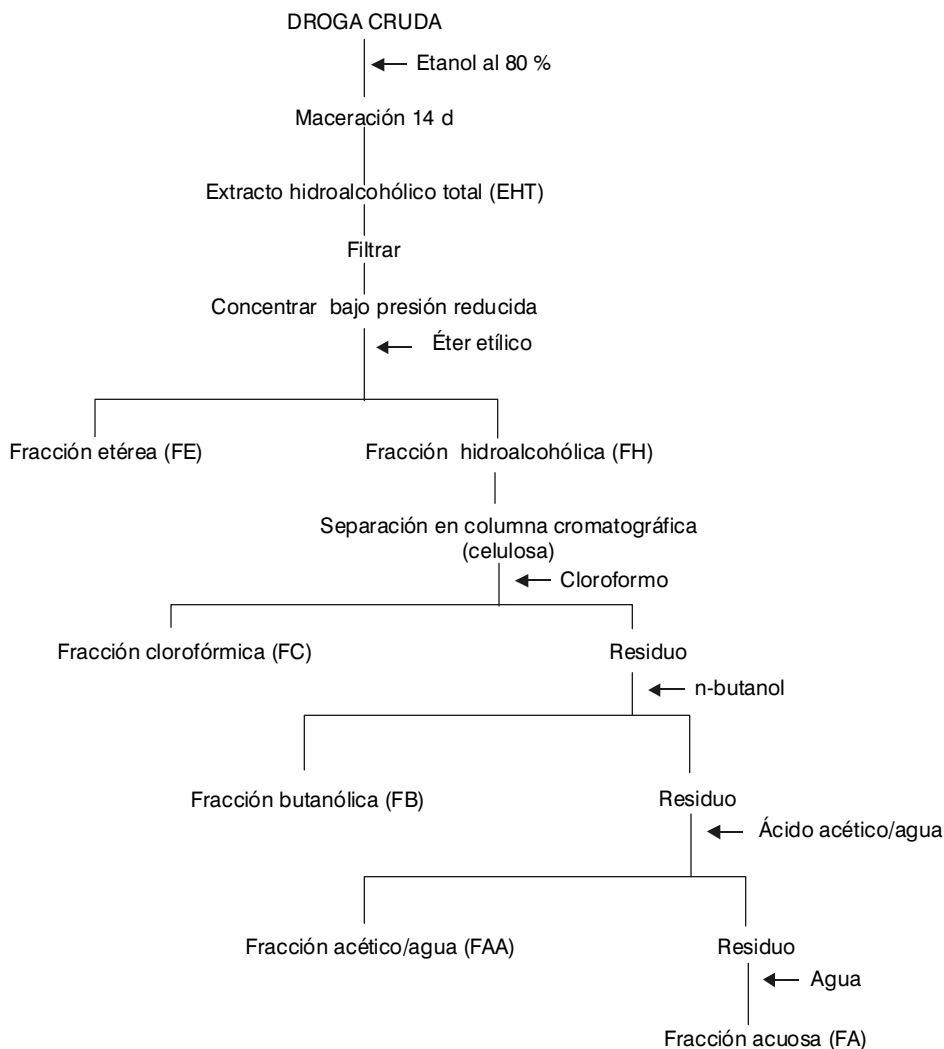 DROGA CRUDA
Etanol al 80 %
Maceración 14 d
Extracto hidroalcohólico total (EHT)
Filtrar
Concentrar bajo presión reducida
Éter etílico
Fracción etérea (FE)
Fracción hidroalcohólica (FH)
Separación en columna cromatográfica
(celulosa)
Cloroformo
Fracción clorofórmica (FC)
Residuo
n-butanol
Fracción butanólica (FB)
Residuo
Ácido acético/agua
Fracción acético/agua (FAA)
Residuo
Agua
Fracción acuosa (FA)